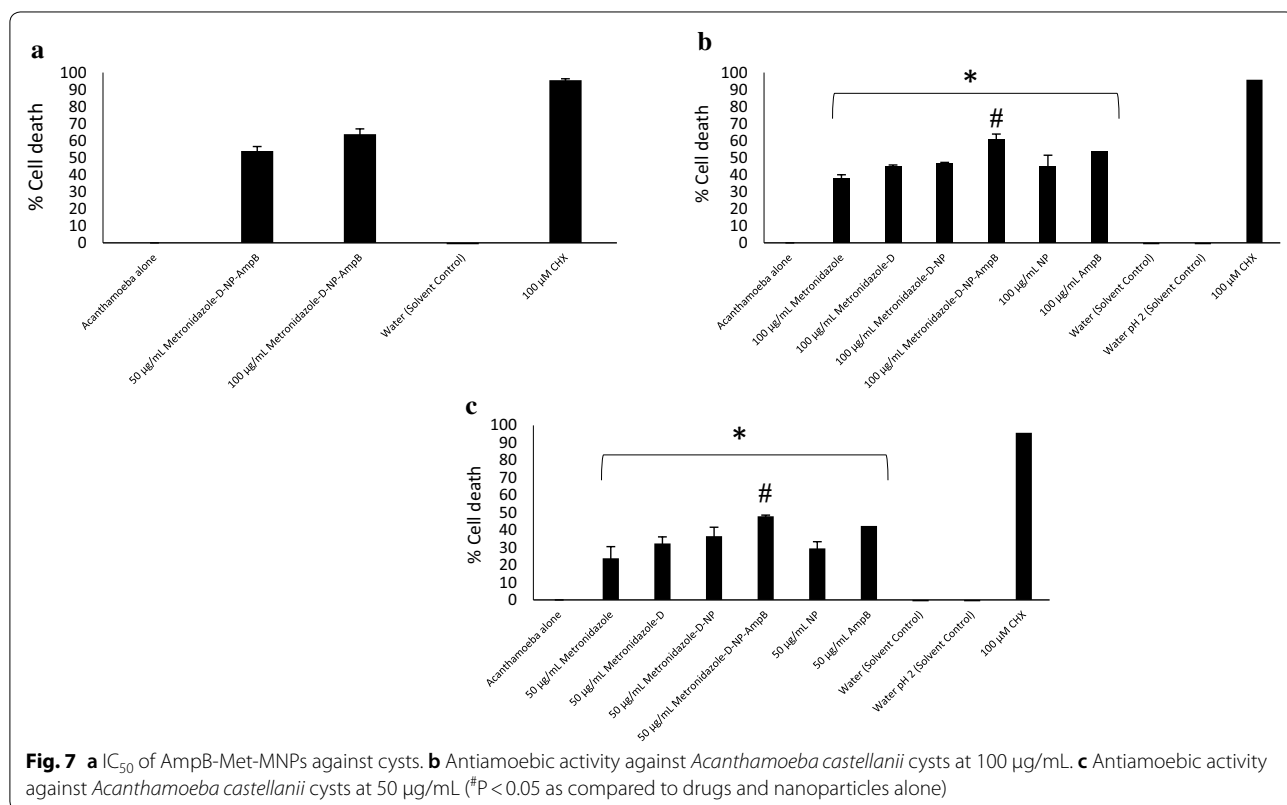 a
% Cell death
100
90
80
70
60
50
40
30
20
10
0
Acanthamoeba alone
50 µg/mL Metronidazole-D-NP-AmpB
100 µg/mL Metronidazole-D-NP-AmpB
Water (Solvent Control)
100 µM CHX
b
% Cell death
100
90
80
70
60
50
40
30
20
10
0
*
#
Acanthamoeba alone
100 µg/mL Metronidazole
100 µg/mL Metronidazole-D
100 µg/mL Metronidazole-D-NP
100 µg/mL Metronidazole-D-NP-AmpB
100 µg/mL NP
100 µg/mL AmpB
Water (Solvent Control)
Water pH 2 (Solvent Control)
100 µM CHX
c
% Cell death
100
90
80
70
60
50
40
30
20
10
0
*
#
Acanthamoeba alone
50 µg/mL Metronidazole
50 µg/mL Metronidazole-D
50 µg/mL Metronidazole-D-NP
50 µg/mL Metronidazole-D-NP-AmpB
50 µg/mL NP
50 µg/mL AmpB
Water (Solvent Control)
Water pH 2 (Solvent Control)
100 µM CHX
Fig. 7 a IC50 of AmpB-Met-MNPs against cysts. b Antiamoebic activity against Acanthamoeba castellanii cysts at 100 µg/mL. c Antiamoebic activity
against Acanthamoeba castellanii cysts at 50 µg/mL (#P < 0.05 as compared to drugs and nanoparticles alone)